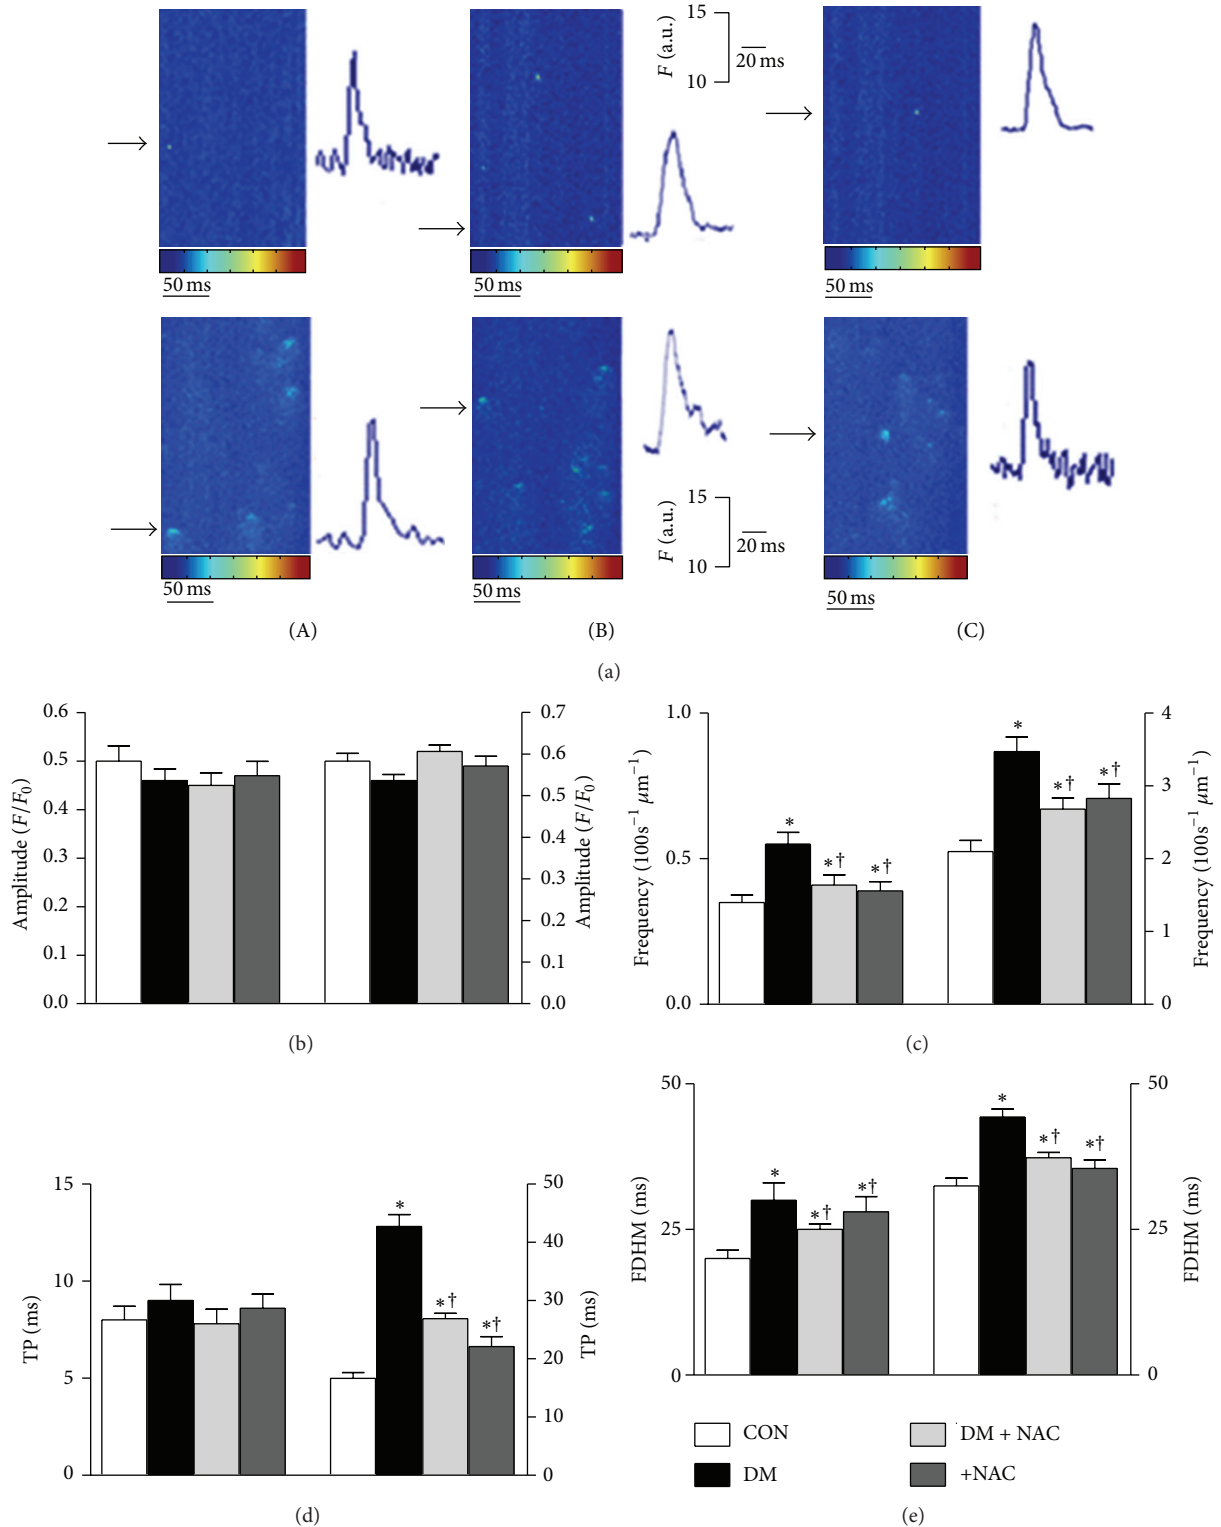 F (a.u.)
15
10
20 ms
50 ms
50 ms
50 ms
F (a.u.)
15
10
20 ms
50 ms
50 ms
50 ms
(A)
(B)
(C)
(a)
Amplitude (F/F0)
0.6
0.5
0.4
0.3
0.2
0.1
0.0
0.7
0.6
0.5
0.4
0.3
0.2
0.1
0.0
Amplitude (F/F0)
(b)
Frequency (100s−1 μm−1)
1.0
0.5
0.0
*
*†
*†
*
*†
*†
4
3
2
1
0
Frequency (100s−1 μm−1)
(c)
TP (ms)
15
10
5
0
*
*†
*†
50
40
30
20
10
0
TP (ms)
(d)
FDHM (ms)
50
25
0
*
*†
*†
*
*†
*†
50
25
0
FDHM (ms)
CON
DM + NAC
DM
+NAC
(e)